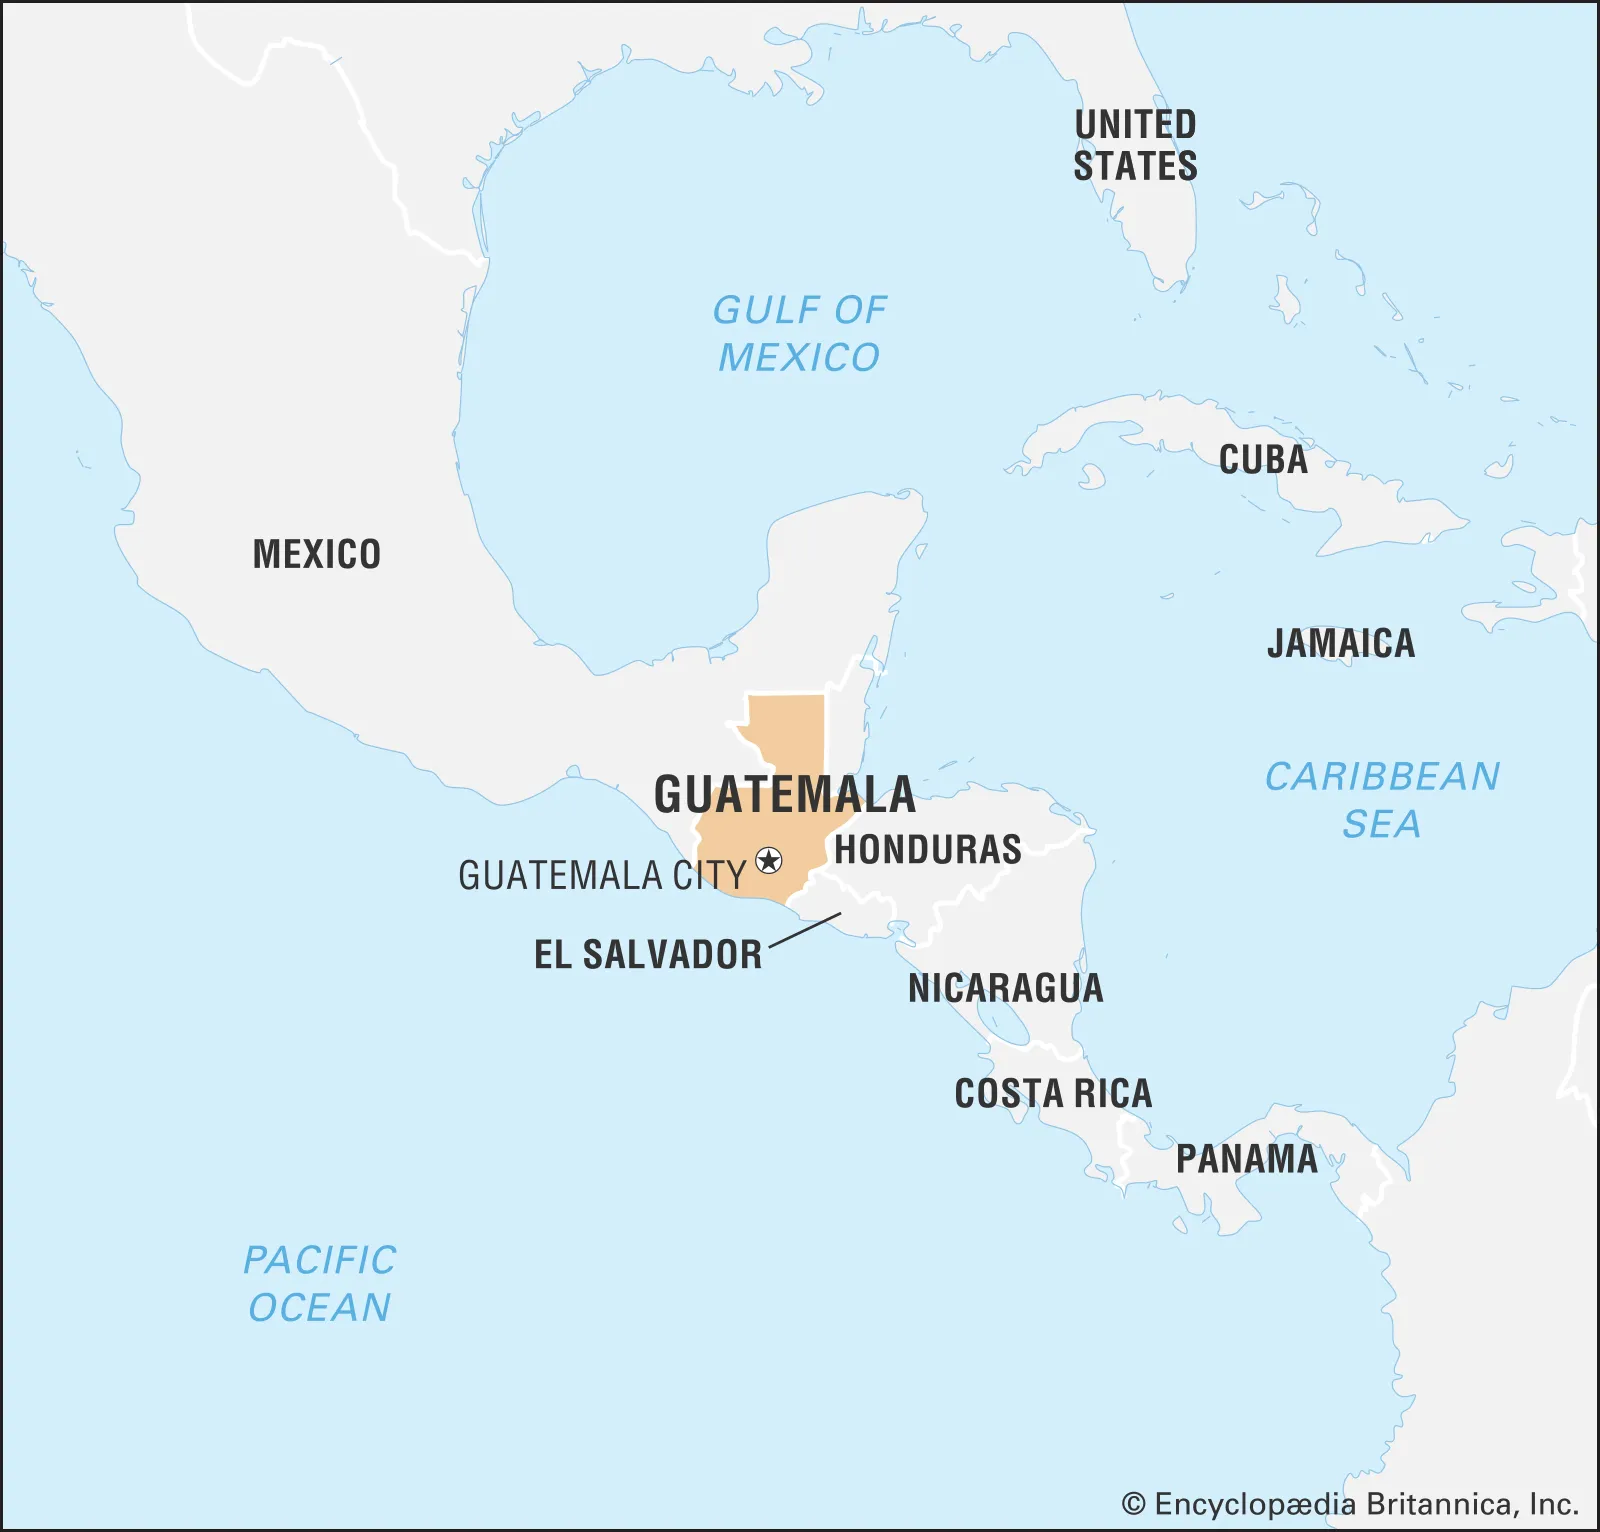 UNITED
STATES
GULF OF
MEXICO
CUBA
MEXICO
JAMAICA
CARIBBEAN
SEA
GUATEMALA
HONDURAS
GUATEMALA CITY
EL SALVADOR
NICARAGUA
COSTA RICA
PANAMA
PACIFIC
OCEAN
© Encyclopædia Britannica, Inc.